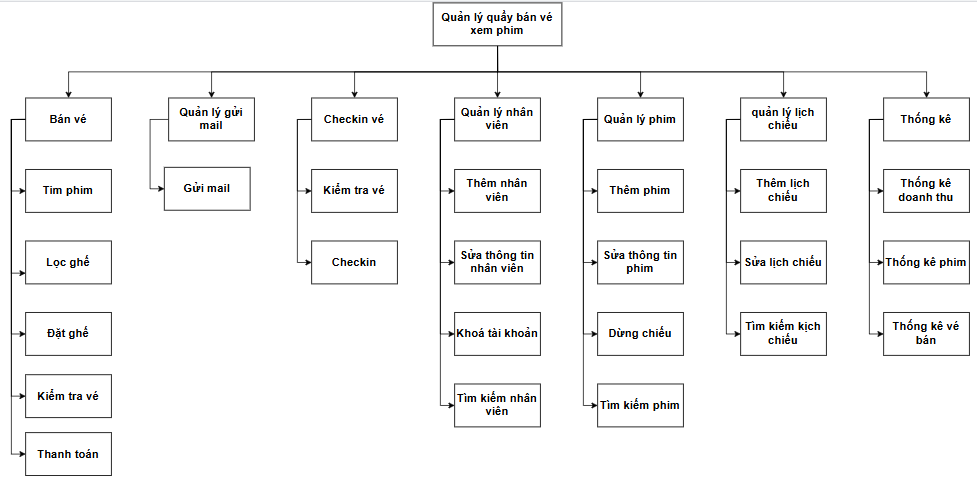 Quản lý quầy bán vé
xem phim
Bán vé
Quản lý gửi
mail
Checkin vé
Quản lý nhân
viên
Quản lý phim
quản lý lịch
chiếu
Thống kê
Tìm phim
Gửi mail
Kiểm tra vé
Thêm nhân
viên
Thêm phim
Thêm lịch
chiếu
Thống kê
doanh thu
Lọc ghế
Checkin
Sửa thông tin
nhân viên
Sửa thông tin
phim
Sửa lịch chiếu
Thống kê phim
Đặt ghế
Khoá tài khoản
Dừng chiếu
Tìm kiếm kịch
chiếu
Thống kê vé
bán
Kiểm tra vé
Tìm kiếm nhân
viên
Tìm kiếm phim
Thanh toán